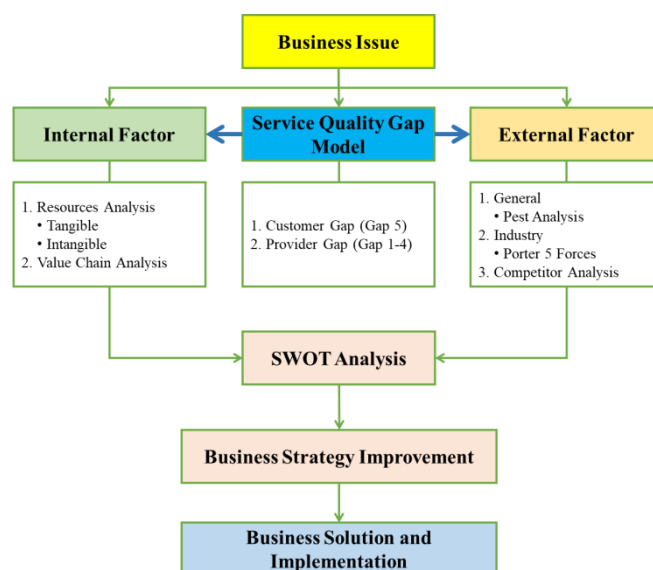 Business Issue
Internal Factor
Service Quality Gap
Model
External Factor
1. Resources Analysis
• Tangible
• Intangible
2. Value Chain Analysis
1. Customer Gap (Gap 5)
2. Provider Gap (Gap 1-4)
1. General
• Pest Analysis
2. Industry
• Porter 5 Forces
3. Competitor Analysis
SWOT Analysis
Business Strategy Improvement
Business Solution and
Implementation